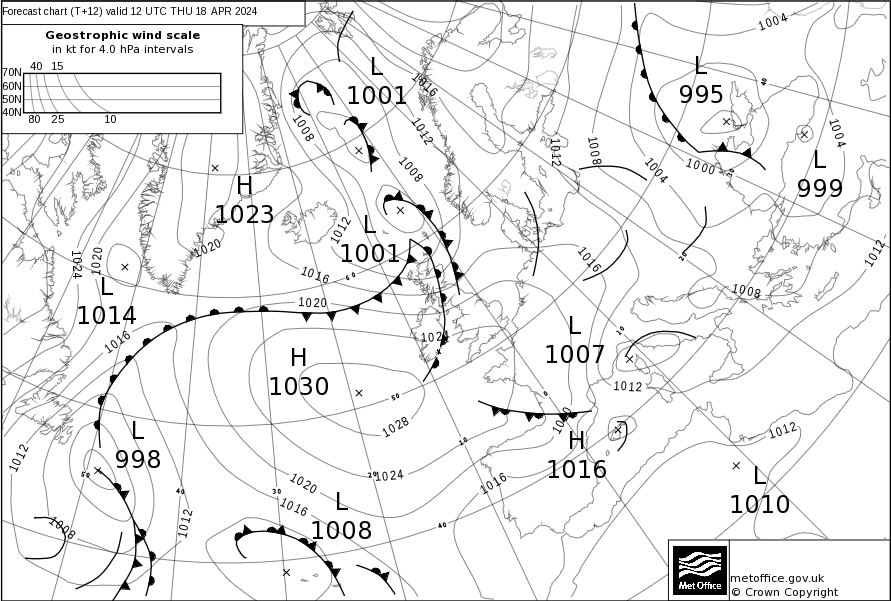 Forecast chart (T+12) valid 12 UTC THU 18 APR 2024
Geostrophic wind scale
in kt for 4.0 hPa intervals
40 15
70N
60N
50N
40N
80 25 10
1004
L
1001
1016
L
995
40
1008
1012
1004
1012
1008
1004
1000
30
L
999
1008
H
1023
1012
L
1001
1020
1012
1016
20
1024
1020
1016
60
L
1014
1020
1008
1016
1024
L
1007
10
H
1030
50
1012
0
1028
1020
1012
L
998
10
H
1016
1012
1012
50
20
1024
1020
1016
40
30
1016
L
1008
L
1010
1008
1012
40
Met Office
metoffice.gov.uk
© Crown Copyright